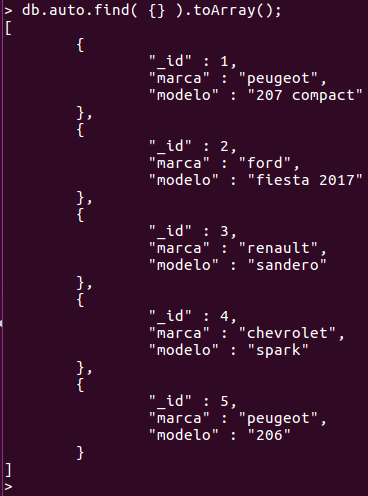 > db.auto.find( {} ).toArray();
[
{
"_id" : 1,
"marca" : "peugeot",
"modelo" : "207 compact"
},
{
"_id" : 2,
"marca" : "ford",
"modelo" : "fiesta 2017"
},
{
"_id" : 3,
"marca" : "renault",
"modelo" : "sandero"
},
{
"_id" : 4,
"marca" : "chevrolet",
"modelo" : "spark"
},
{
"_id" : 5,
"marca" : "peugeot",
"modelo" : "206"
}
]
>